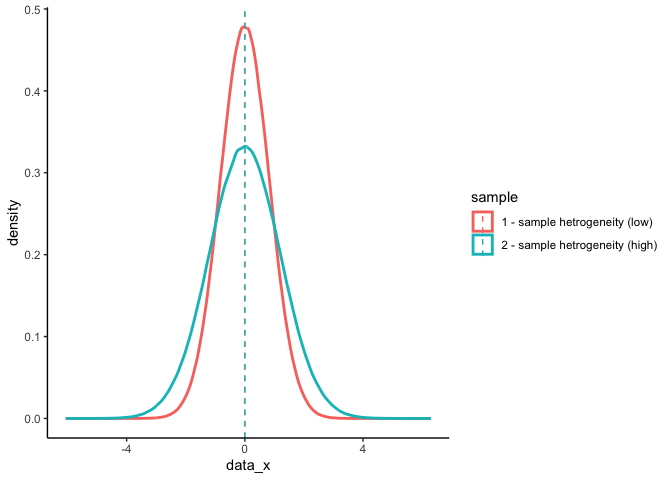 0.5
0.4
0.3
0.2
0.1
0.0
density
-4
0
4
data_x
sample
1 - sample hetrogeneity (low)
2 - sample hetrogeneity (high)